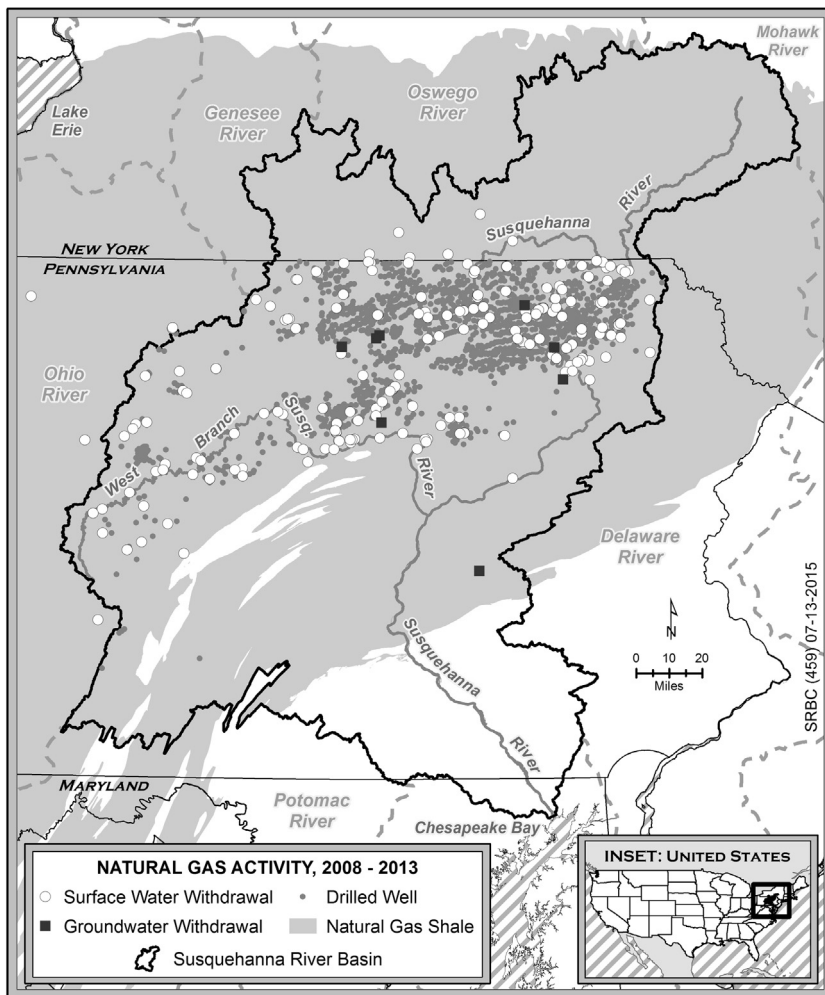 Mohawk
River
Oswego
River
Genesee
River
Lake
Erie
River
Susquehanna
NEW YORK
PENNSYLVANIA
Ohio
River
Branch
Susq.
West
River
Delaware
River
N
0 10 20
Miles
Susquehanna
River
SRBC (459) 07-13-2015
MARYLAND
Potomac
River
Chesapeake Bay
NATURAL GAS ACTIVITY, 2008 - 2013
Surface Water Withdrawal
Drilled Well
Groundwater Withdrawal
Natural Gas Shale
Susquehanna River Basin
INSET: UNITED STATES